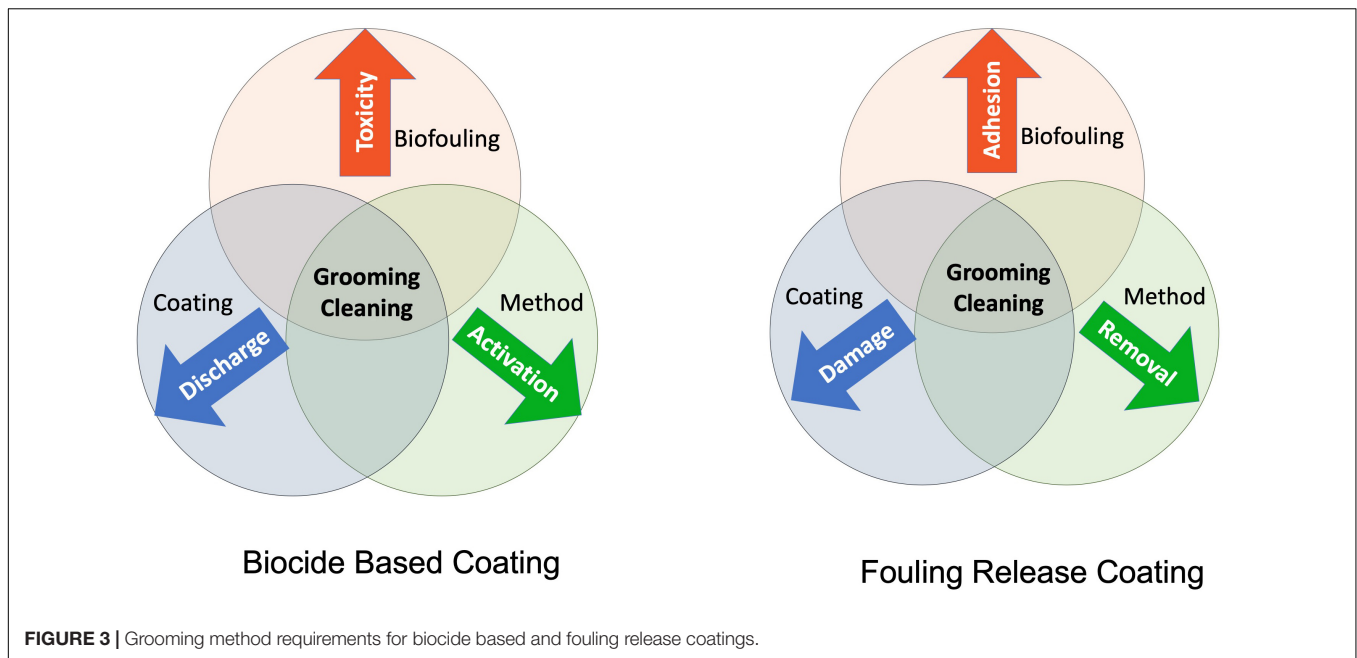 Toxicity
Biofouling
Coating
Grooming
Cleaning
Method
Discharge
Activation
Biocide Based Coating
Adhesion
Biofouling
Coating
Grooming
Cleaning
Method
Damage
Removal
Fouling Release Coating
FIGURE 3 | Grooming method requirements for biocide based and fouling release coatings.